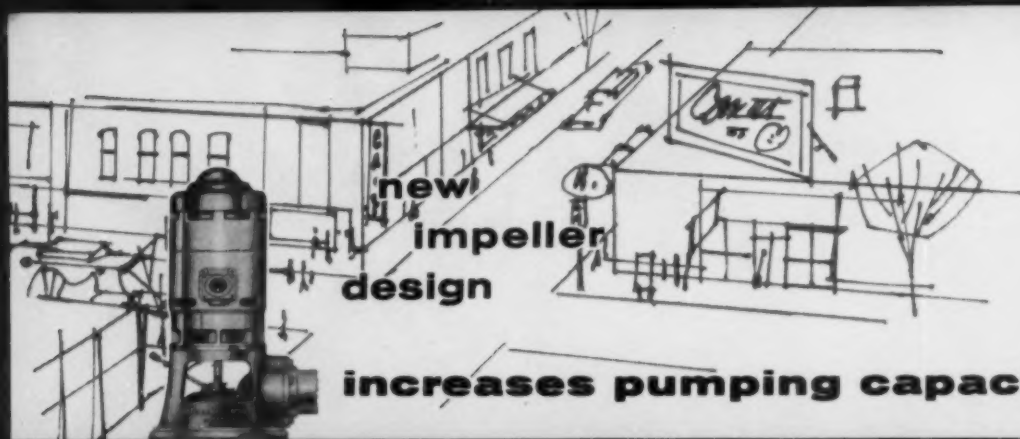 new
impeller
design
increases pumping capac